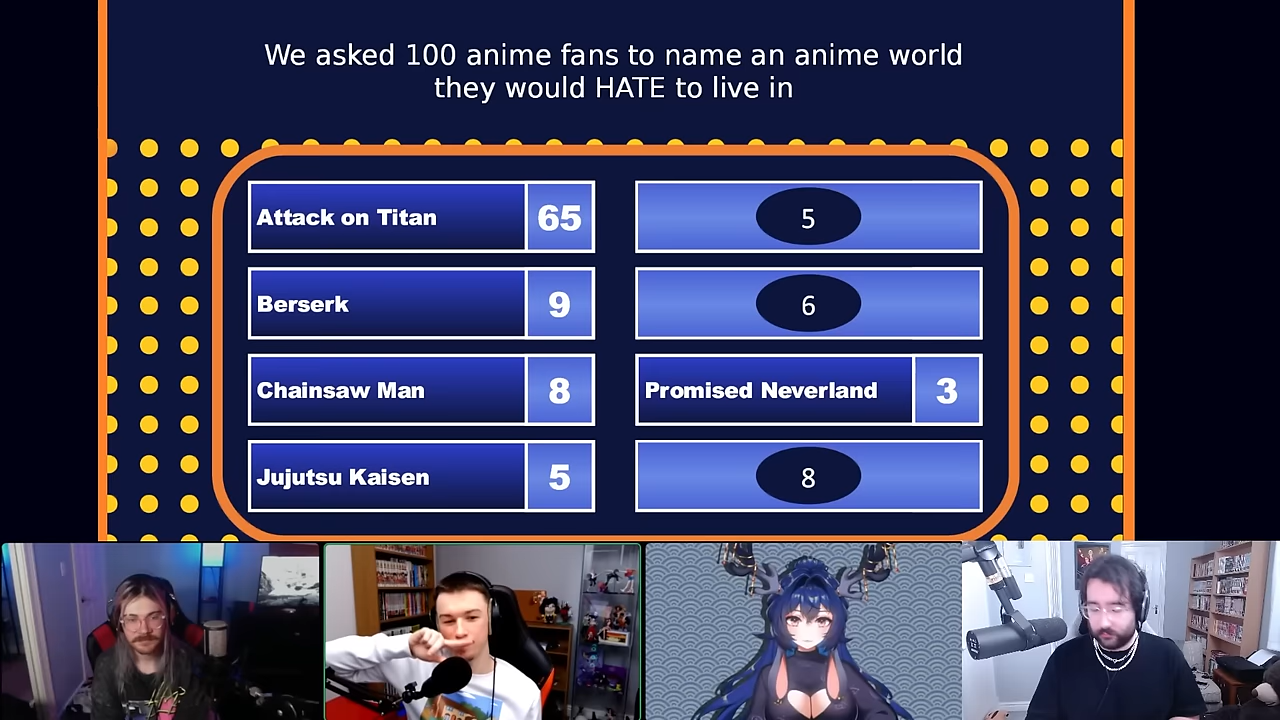 We asked 100 anime fans to name an anime world
they would HATE to live in
Attack on Titan 65
Berserk 9
Chainsaw Man 8
Jujutsu Kaisen 5
5
6
Promised Neverland 3
8